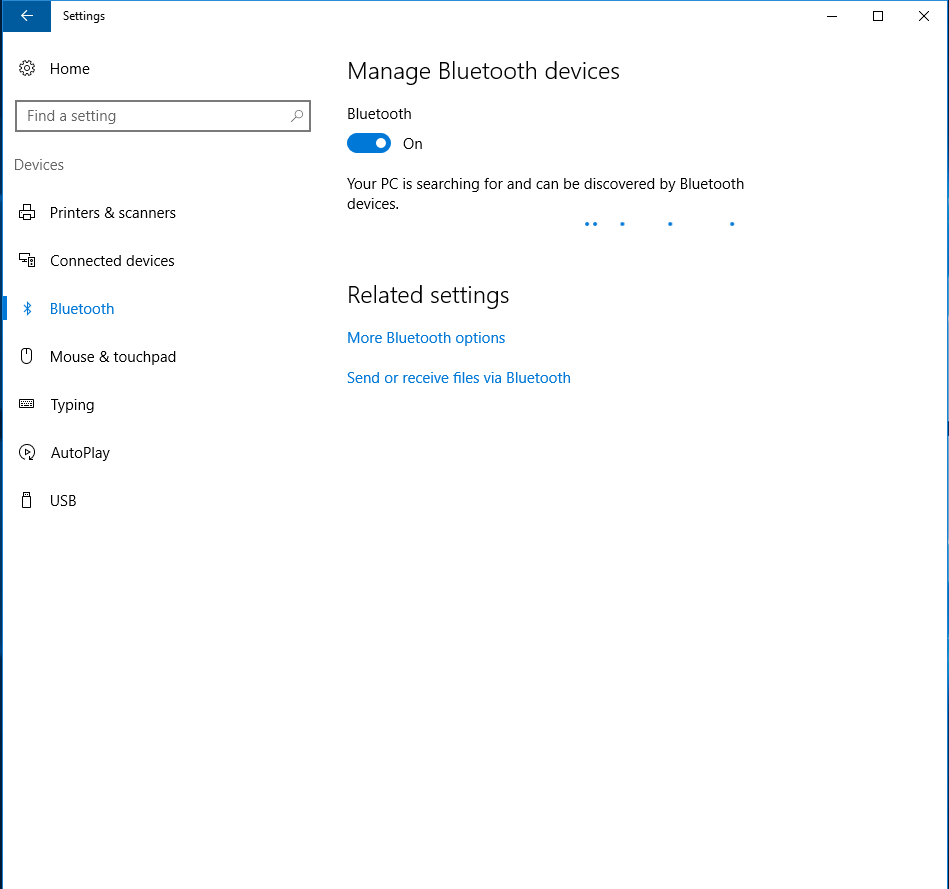 Settings
Home
Find a setting
Devices
Printers & scanners
Connected devices
Bluetooth
Mouse & touchpad
Typing
AutoPlay
USB
Manage Bluetooth devices
Bluetooth
On
Your PC is searching for and can be discovered by Bluetooth
devices.
Related settings
More Bluetooth options
Send or receive files via Bluetooth